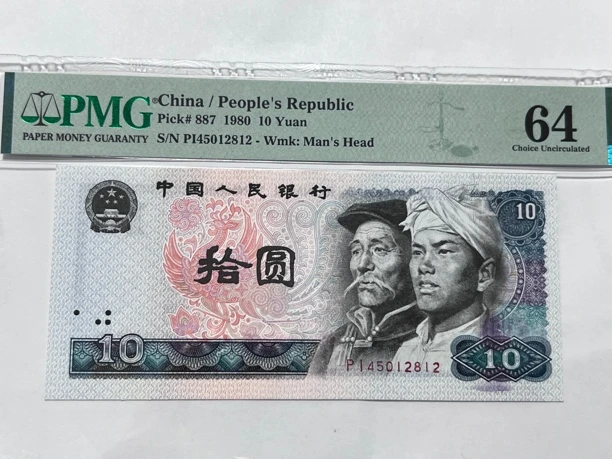 PMG®
PAPER MONEY GUARANTY
China / People's Republic
Pick# 887 1980 10 Yuan
S/N PI45012812 - Wmk: Man's Head
64
Choice Uncirculated
中国人民银行
10
拾圆
10
PI45012812
10